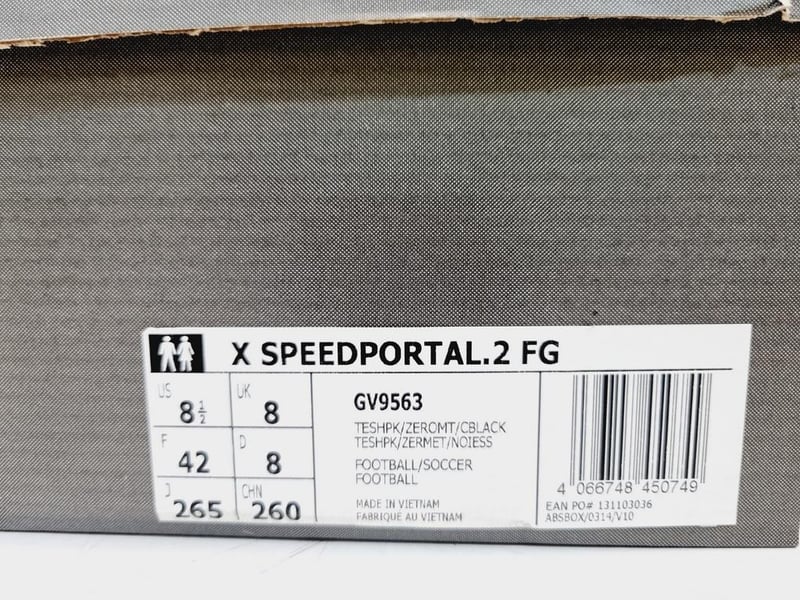 X SPEEDPORTAL.2 FG
US 8½ UK 8
F 42 D 8
J 265 CHN 260
GV9563
TESHPK/ZEROMT/CBLACK
TESHPK/ZERMET/NOIESS
FOOTBALL/SOCCER
FOOTBALL
MADE IN VIETNAM
FABRIQUÉ AU VIETNAM
4 066748 450749
EAN PO# 131103036
ABSBOX/0314/V10